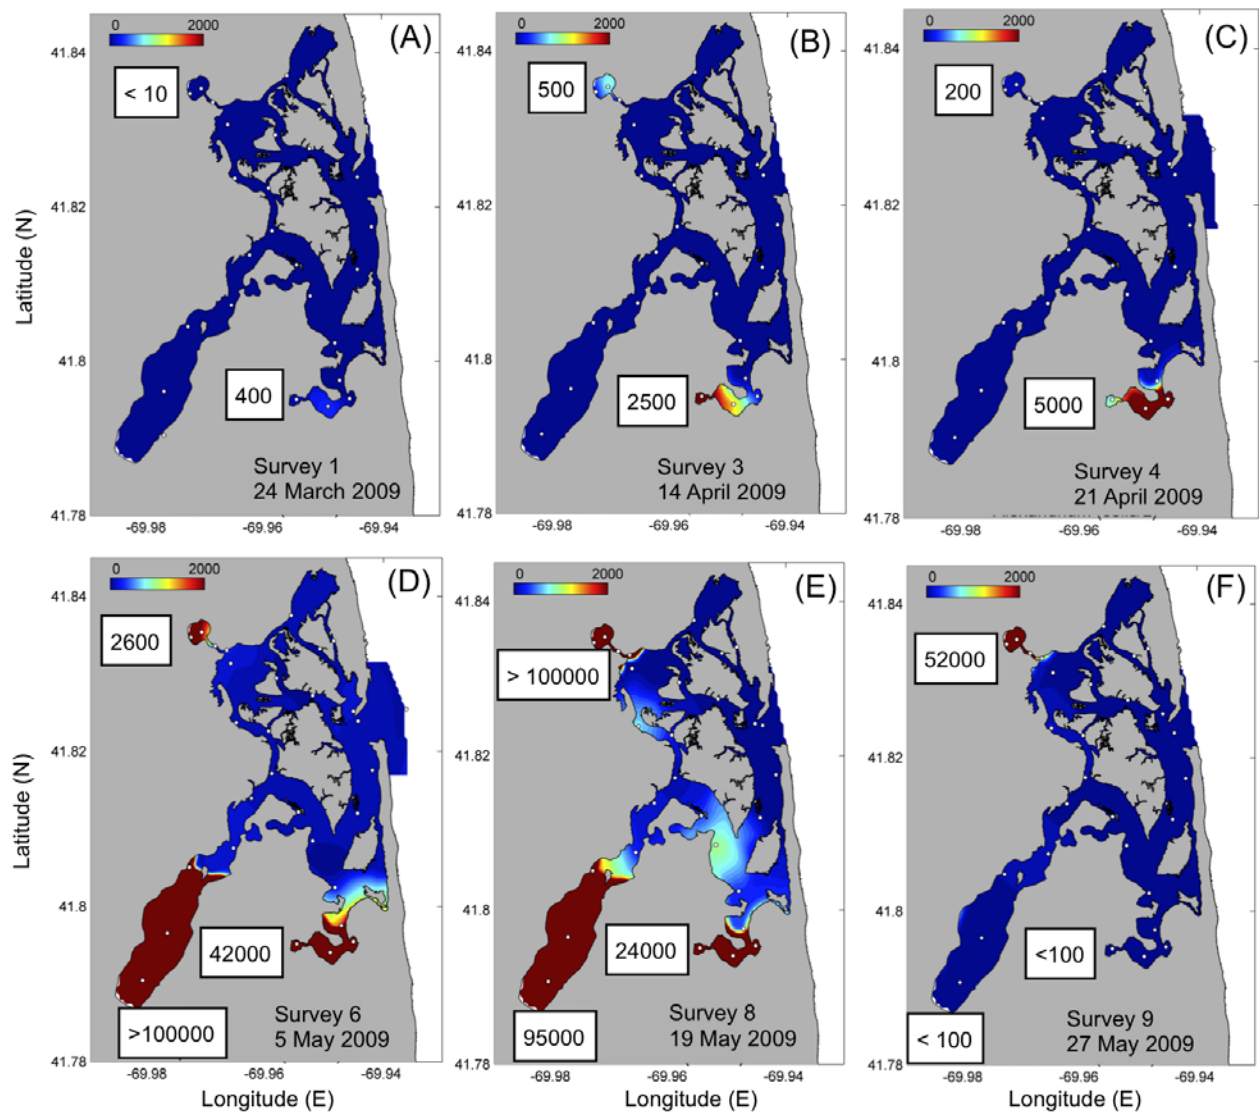 0 2000
(A)
41.84
< 10
41.82
Latitude (N)
41.8
400
Survey 1
24 March 2009
41.78
-69.98 -69.96 -69.94
0 2000
(B)
41.84
500
41.82
41.8
2500
Survey 3
14 April 2009
41.78
-69.98 -69.96 -69.94
0 2000
(C)
41.84
200
41.82
41.8
5000
Survey 4
21 April 2009
41.78
-69.98 -69.96 -69.94
0 2000
(D)
41.84
2600
41.82
Latitude (N)
41.8
42000
>100000
Survey 6
5 May 2009
41.78
-69.98 -69.96 -69.94
Longitude (E)
0 2000
(E)
41.84
> 100000
41.82
41.8
24000
95000
Survey 8
19 May 2009
41.78
-69.98 -69.96 -69.94
Longitude (E)
0 2000
(F)
41.84
52000
41.82
41.8
<100
< 100
Survey 9
27 May 2009
41.78
-69.98 -69.96 -69.94
Longitude (E)